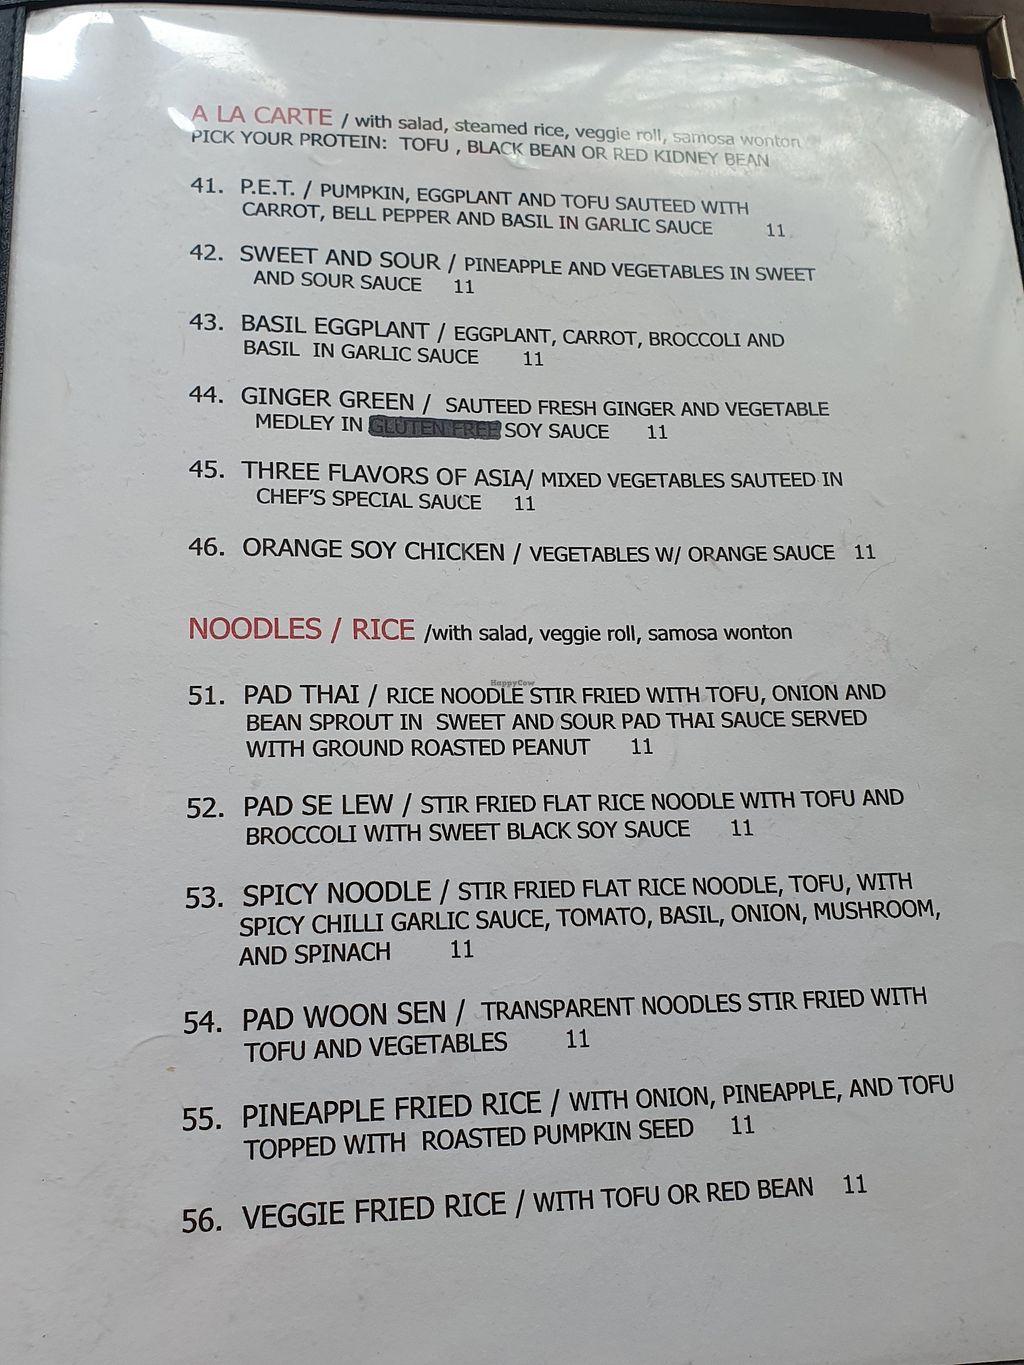 A LA CARTE / with salad, steamed rice, veggie roll, samosa wonton
PICK YOUR PROTEIN: TOFU , BLACK BEAN OR RED KIDNEY BEAN
41. P.E.T. / PUMPKIN, EGGPLANT AND TOFU SAUTEED WITH
CARROT, BELL PEPPER AND BASIL IN GARLIC SAUCE 11
42. SWEET AND SOUR / PINEAPPLE AND VEGETABLES IN SWEET
AND SOUR SAUCE 11
43. BASIL EGGPLANT / EGGPLANT, CARROT, BROCCOLI AND
BASIL IN GARLIC SAUCE 11
44. GINGER GREEN / SAUTEED FRESH GINGER AND VEGETABLE
MEDLEY IN GLUTEN FREE SOY SAUCE 11
45. THREE FLAVORS OF ASIA/ MIXED VEGETABLES SAUTEED IN
CHEF'S SPECIAL SAUCE 11
46. ORANGE SOY CHICKEN / VEGETABLES W/ ORANGE SAUCE 11
NOODLES / RICE /with salad, veggie roll, samosa wonton
HappyCow
51. PAD THAI / RICE NOODLE STIR FRIED WITH TOFU, ONION AND
BEAN SPROUT IN SWEET AND SOUR PAD THAI SAUCE SERVED
WITH GROUND ROASTED PEANUT 11
52. PAD SE LEW / STIR FRIED FLAT RICE NOODLE WITH TOFU AND
BROCCOLI WITH SWEET BLACK SOY SAUCE 11
53. SPICY NOODLE / STIR FRIED FLAT RICE NOODLE, TOFU, WITH
SPICY CHILLI GARLIC SAUCE, TOMATO, BASIL, ONION, MUSHROOM,
AND SPINACH 11
54. PAD WOON SEN / TRANSPARENT NOODLES STIR FRIED WITH
TOFU AND VEGETABLES 11
55. PINEAPPLE FRIED RICE / WITH ONION, PINEAPPLE, AND TOFU
TOPPED WITH ROASTED PUMPKIN SEED 11
56. VEGGIE FRIED RICE / WITH TOFU OR RED BEAN 11